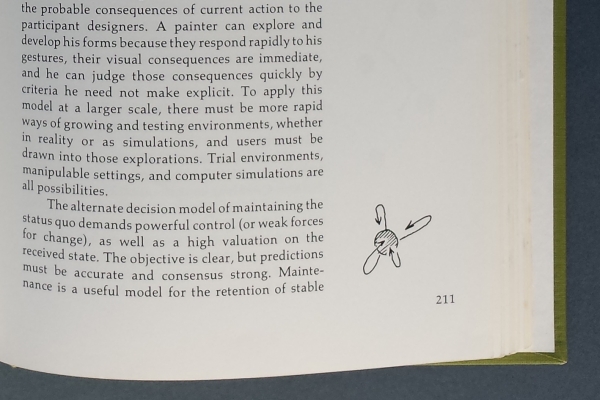 the probable consequences of current action to the
participant designers. A painter can explore and
develop his forms because they respond rapidly to his
gestures, their visual consequences are immediate,
and he can judge those consequences quickly by
criteria he need not make explicit. To apply this
model at a larger scale, there must be more rapid
ways of growing and testing environments, whether
in reality or as simulations, and users must be
drawn into those explorations. Trial environments,
manipulable settings, and computer simulations are
all possibilities.
The alternate decision model of maintaining the
status quo demands powerful control (or weak forces
for change), as well as a high valuation on the
received state. The objective is clear, but predictions
must be accurate and consensus strong. Mainte-
nance is a useful model for the retention of stable
211